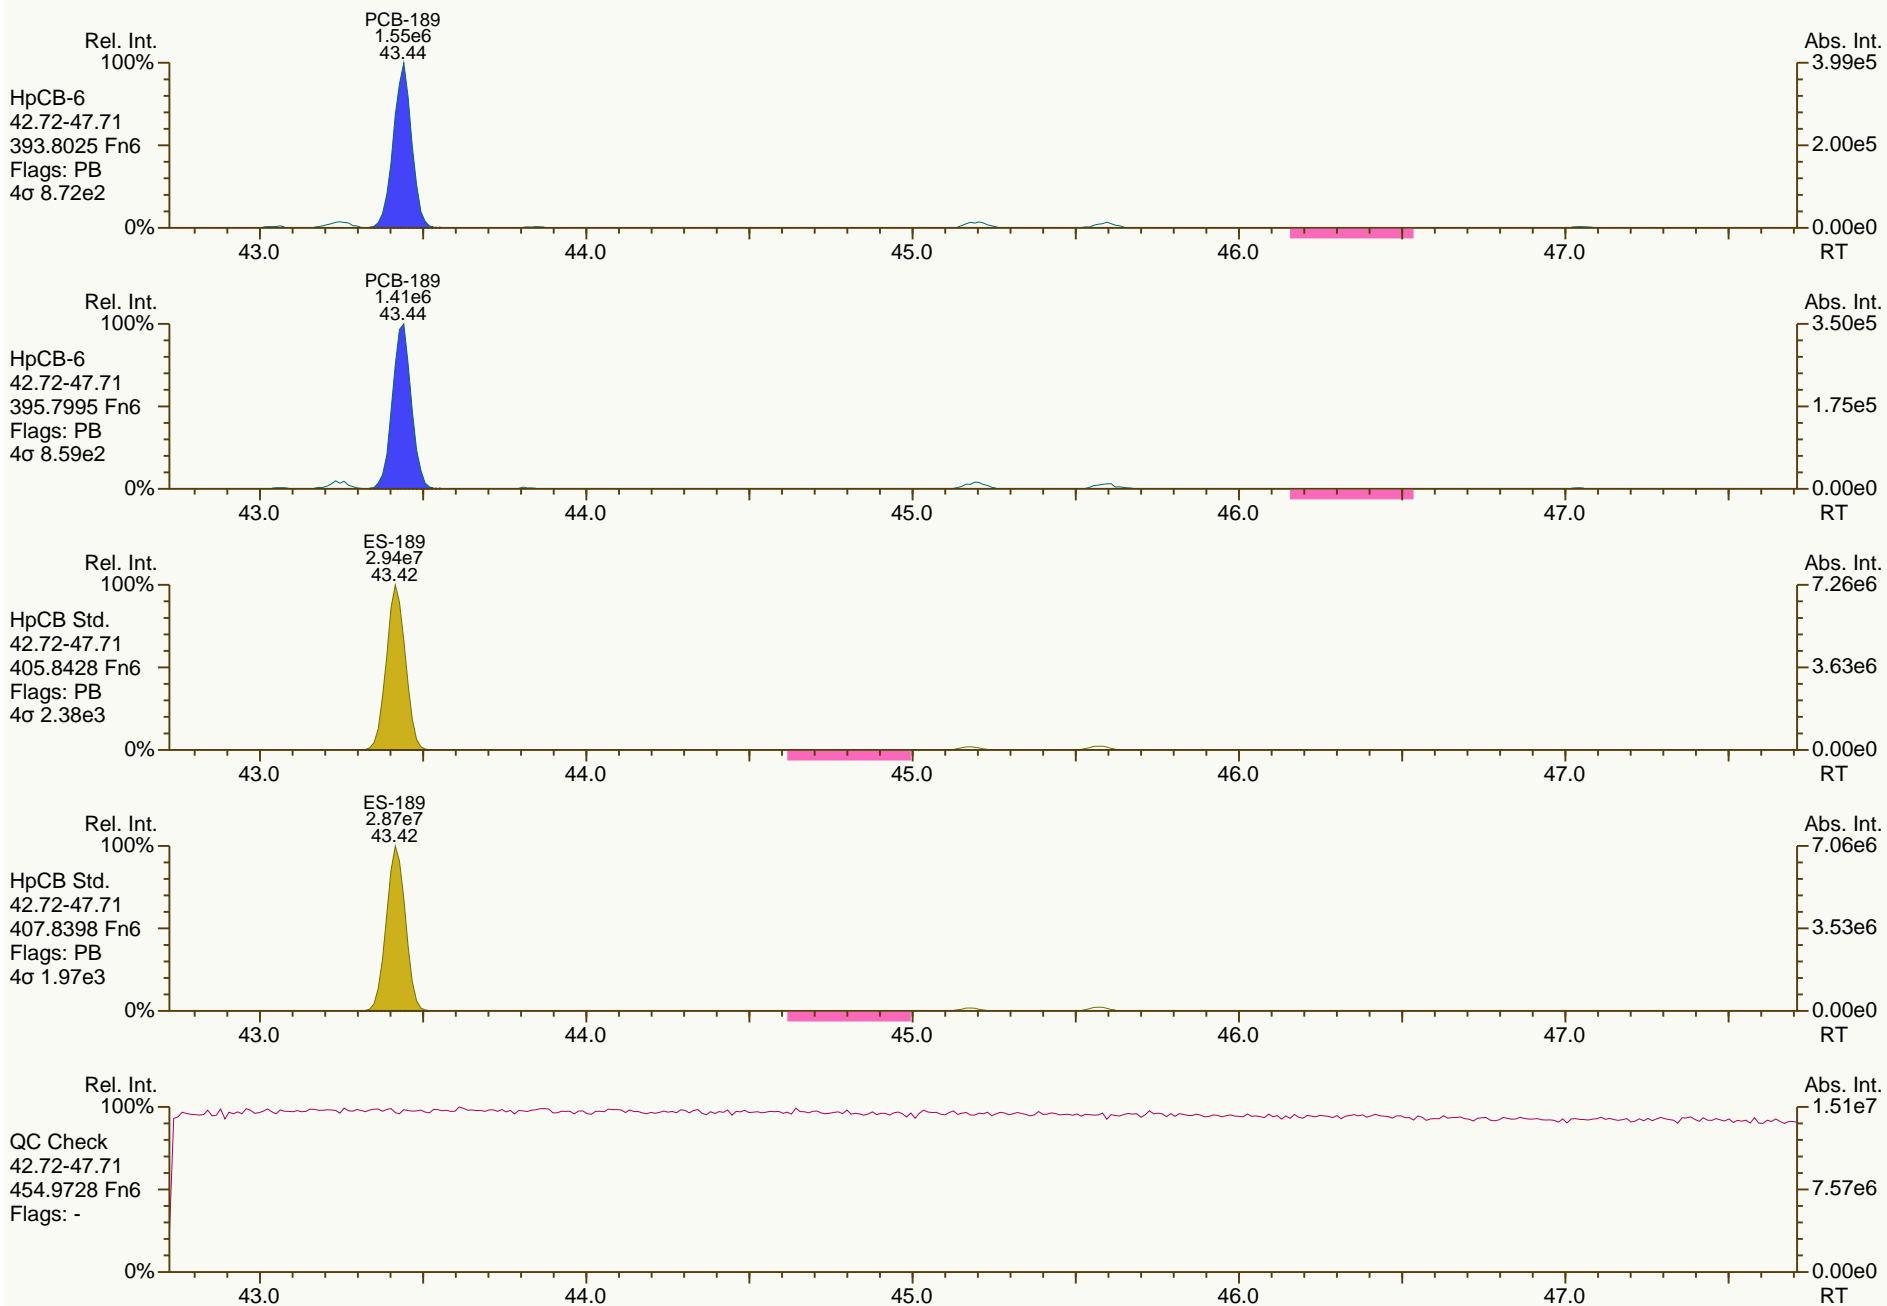 PCB-189
1.55e6
43.44
Rel. Int.
Abs. Int.
100%
3.99e5
HpCB-6
42.72-47.71
393.8025 Fn6
2.00e5
Flags: PB
4σ 8.72e2
0%
0.00e0
43.0 44.0 45.0 46.0 47.0 RT
PCB-189
1.41e6
43.44
Rel. Int.
Abs. Int.
100%
3.50e5
HpCB-6
42.72-47.71
395.7995 Fn6
1.75e5
Flags: PB
4σ 8.59e2
0%
0.00e0
43.0 44.0 45.0 46.0 47.0 RT
ES-189
2.94e7
43.42
Rel. Int.
Abs. Int.
100%
7.26e6
HpCB Std.
42.72-47.71
405.8428 Fn6
3.63e6
Flags: PB
4σ 2.38e3
0%
0.00e0
43.0 44.0 45.0 46.0 47.0 RT
ES-189
2.87e7
43.42
Rel. Int.
Abs. Int.
100%
7.06e6
HpCB Std.
42.72-47.71
407.8398 Fn6
3.53e6
Flags: PB
4σ 1.97e3
0%
0.00e0
43.0 44.0 45.0 46.0 47.0 RT
Rel. Int.
Abs. Int.
100%
1.51e7
QC Check
42.72-47.71
454.9728 Fn6
7.57e6
Flags: -
0%
0.00e0
43.0 44.0 45.0 46.0 47.0 RT